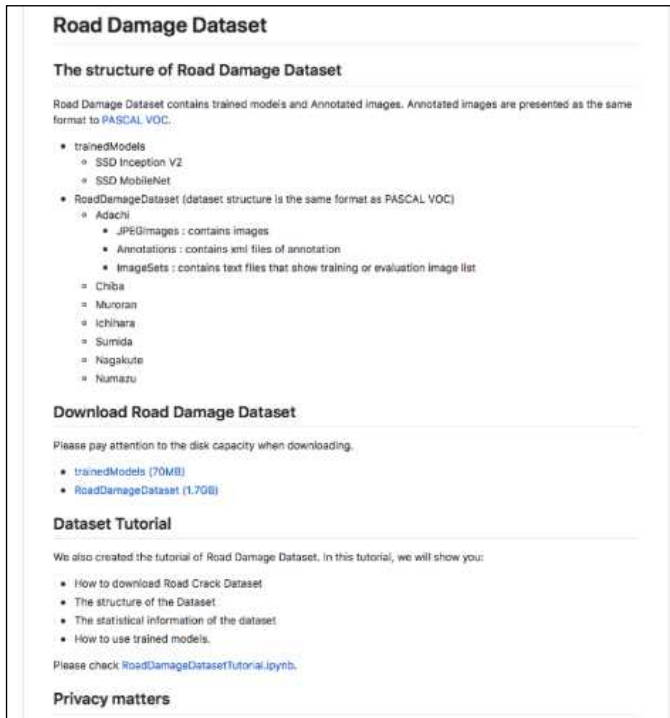 Road Damage Dataset
The structure of Road Damage Dataset
Road Damage Dataset contains trained models and Annotated images. Annotated images are presented as the same
format to PASCAL VOC.
trainedModels
SSD Inception V2
SSD MobileNet
RoadDamageDataset (dataset structure is the same format as PASCAL VOC)
Adachi
JPEGImages : contains images
Annotations : contains xml files of annotation
ImageSets : contains text files that show training or evaluation image list
Chiba
Muroran
Ichihara
Sumida
Nagakute
Numazu
Download Road Damage Dataset
Please pay attention to the disk capacity when downloading.
trainedModels (70MB)
RoadDamageDataset (1.7GB)
Dataset Tutorial
We also created the tutorial of Road Damage Dataset. In this tutorial, we will show you:
How to download Road Crack Dataset
The structure of the Dataset
The statistical information of the dataset
How to use trained models.
Please check RoadDamageDatasetTutorial.ipynb.
Privacy matters